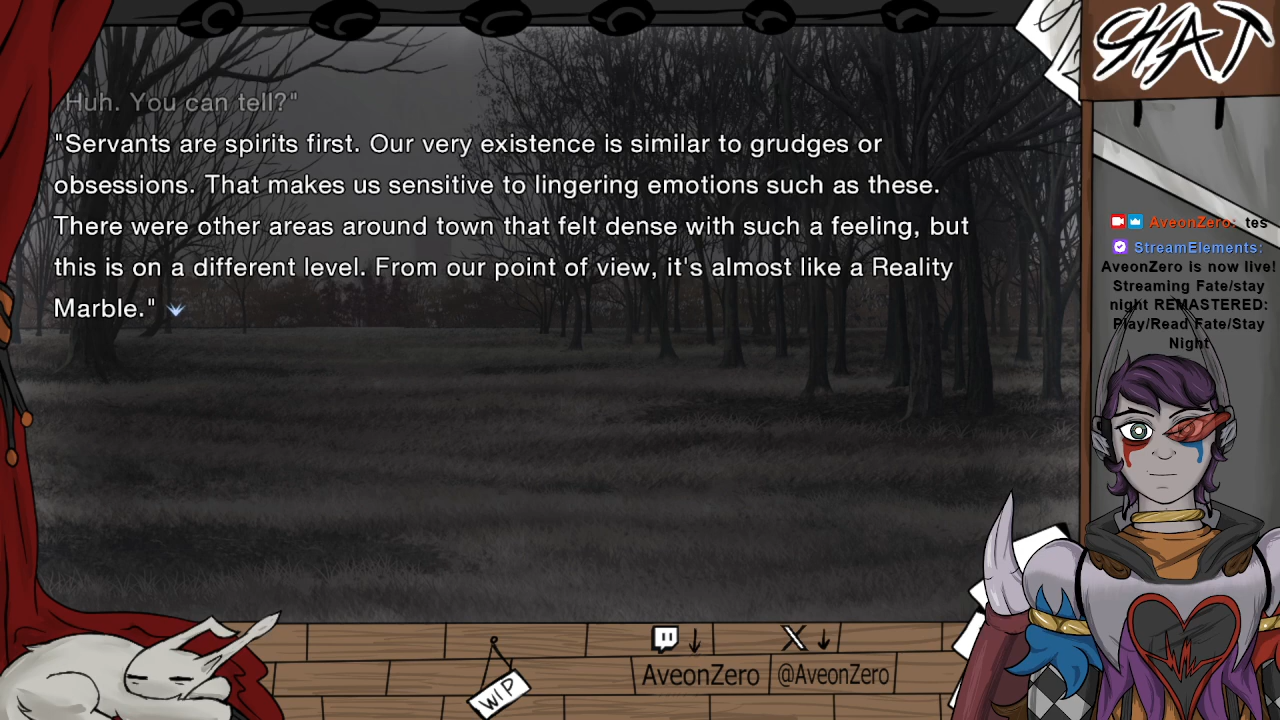 Huh. You can tell?"
"Servants are spirits first. Our very existence is similar to grudges or
obsessions. That makes us sensitive to lingering emotions such as these.
There were other areas around town that felt dense with such a feeling, but
this is on a different level. From our point of view, it's almost like a Reality
Marble."
CHAT
AveonZero: tes
StreamElements:
AveonZero is now live!
Streaming Fate/stay
night REMASTERED:
Play/Read Fate/Stay
Night
WIP
AveonZero
@AveonZero